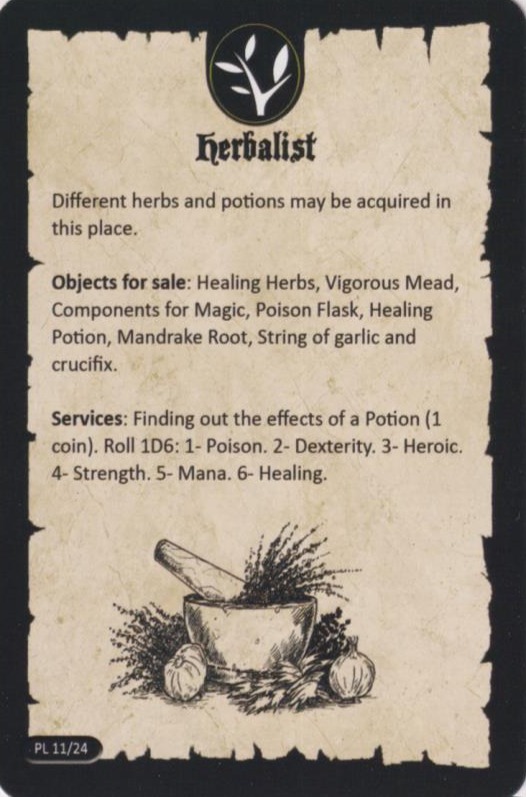 Herbalist
Different herbs and potions may be acquired in
this place.
Objects for sale: Healing Herbs, Vigorous Mead,
Components for Magic, Poison Flask, Healing
Potion, Mandrake Root, String of garlic and
crucifix.
Services: Finding out the effects of a Potion (1
coin). Roll 1D6: 1- Poison. 2- Dexterity. 3- Heroic.
4- Strength. 5- Mana. 6- Healing.
PL 11/24